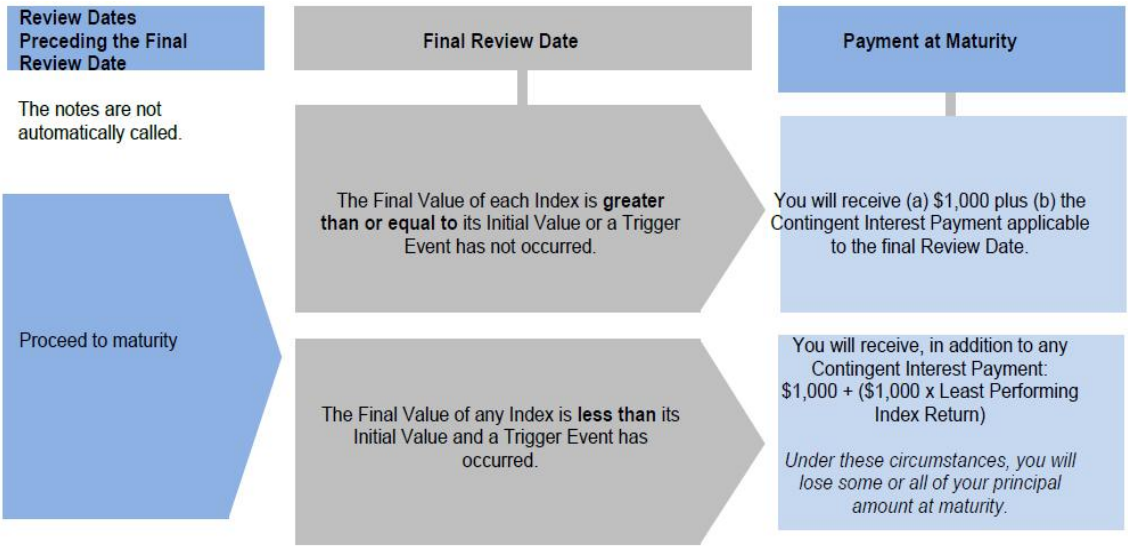 Review Dates
Preceding the Final
Review Date
Final Review Date
Payment at Maturity
The notes are not
automatically called.
Proceed to maturity
The Final Value of each Index is greater
than or equal to its Initial Value or a Trigger
Event has not occurred.
You will receive (a) $1,000 plus (b) the
Contingent Interest Payment applicable
to the final Review Date.
The Final Value of any Index is less than its
Initial Value and a Trigger Event has
occurred.
You will receive, in addition to any
Contingent Interest Payment:
$1,000 + ($1,000 x Least Performing
Index Return)
Under these circumstances, you will
lose some or all of your principal
amount at maturity.